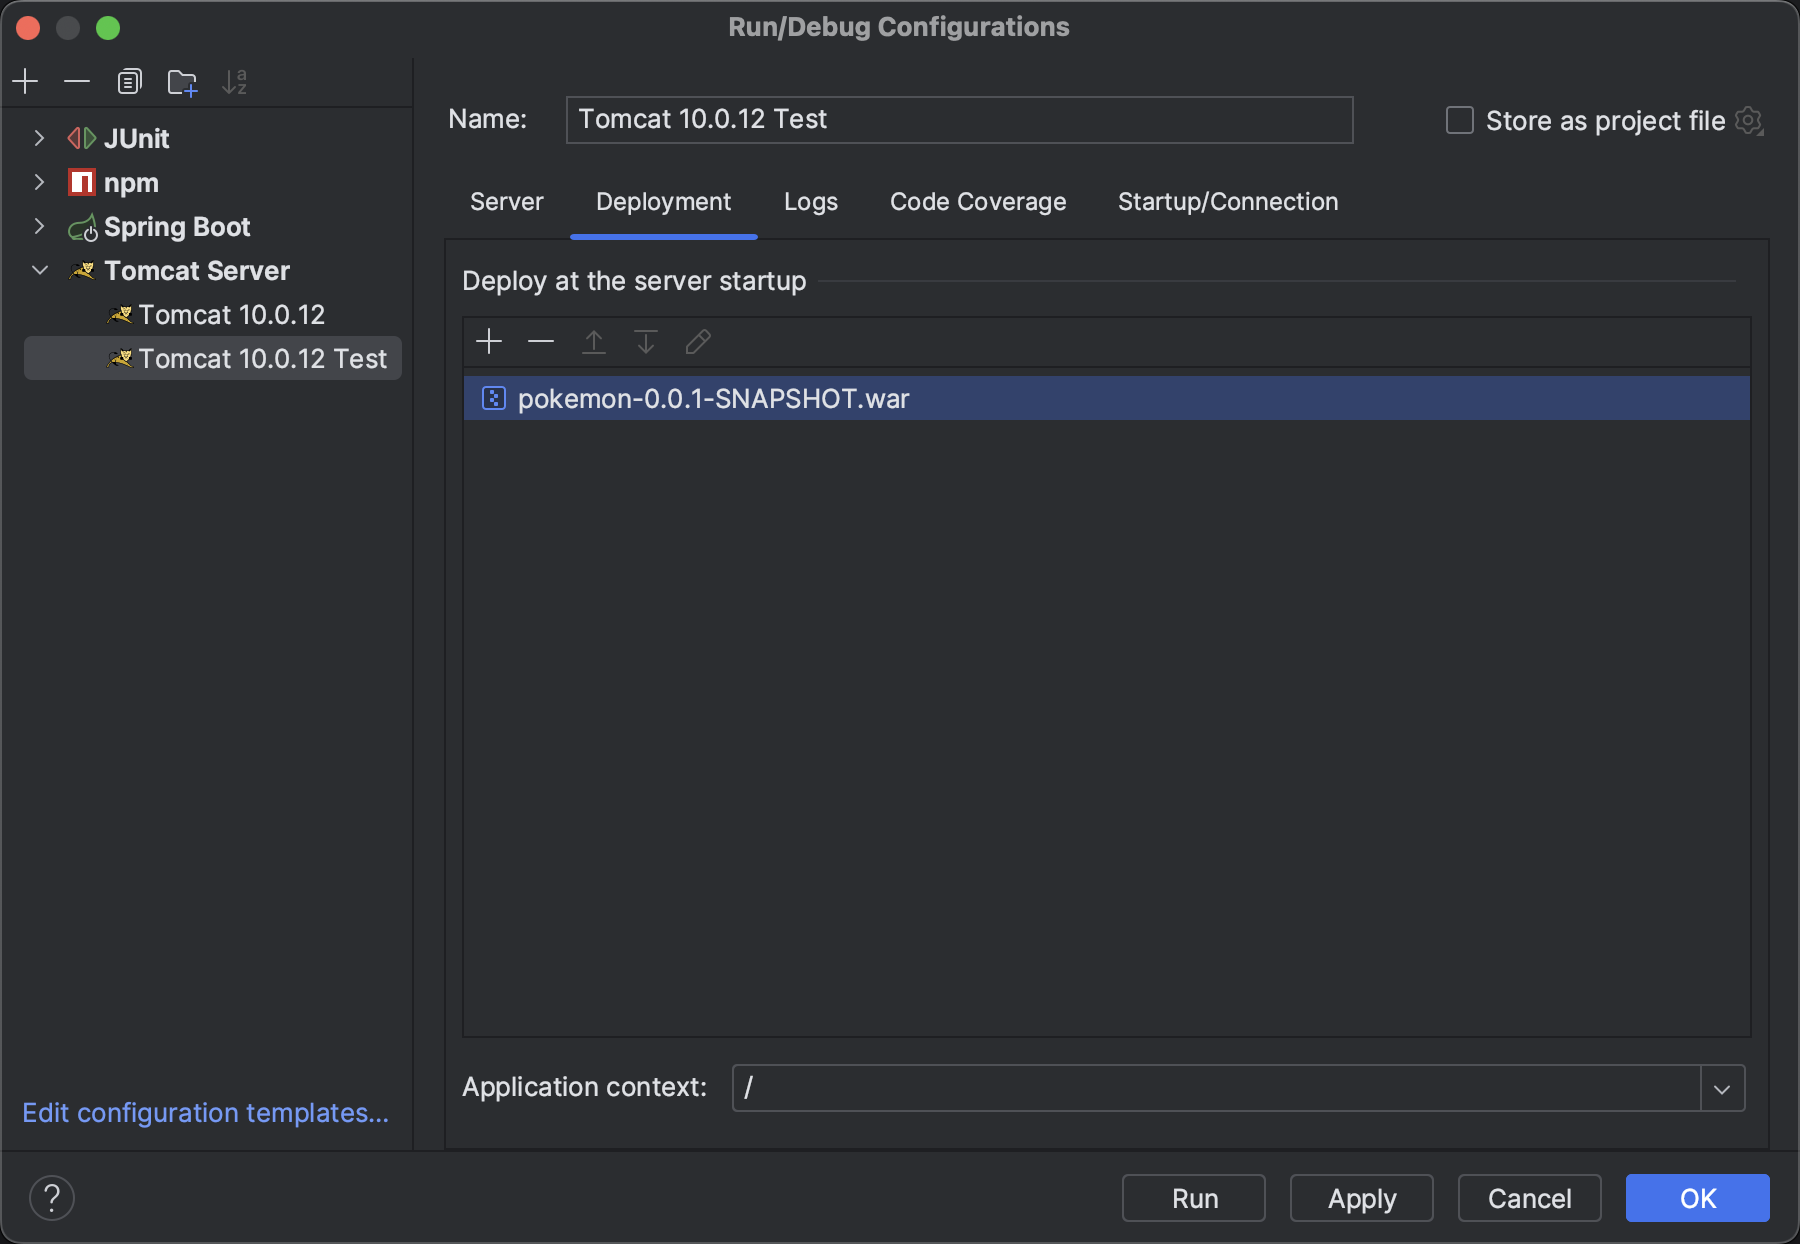 Run/Debug Configurations
Name:
Tomcat 10.0.12 Test
Store as project file
JUnit
npm
Spring Boot
Tomcat Server
Tomcat 10.0.12
Tomcat 10.0.12 Test
Edit configuration templates...
Server
Deployment
Logs
Code Coverage
Startup/Connection
Deploy at the server startup
pokemon-0.0.1-SNAPSHOT.war
Application context:
/
?
Run
Apply
Cancel
OK